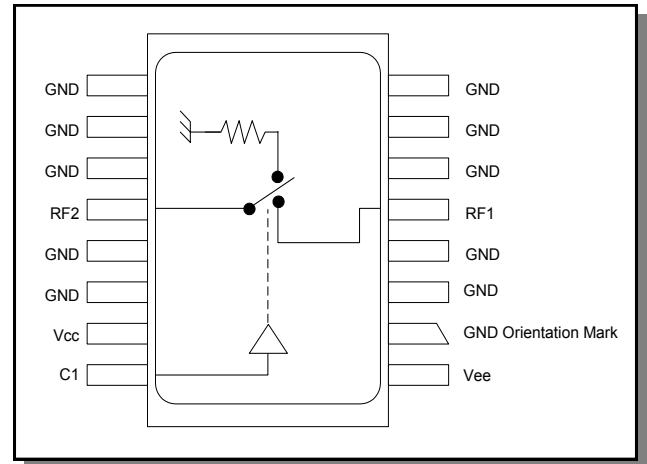 GND
GND
GND
RF2
GND
GND
Vcc
C1
GND
GND
GND
RF1
GND
GND
GND Orientation Mark
Vee